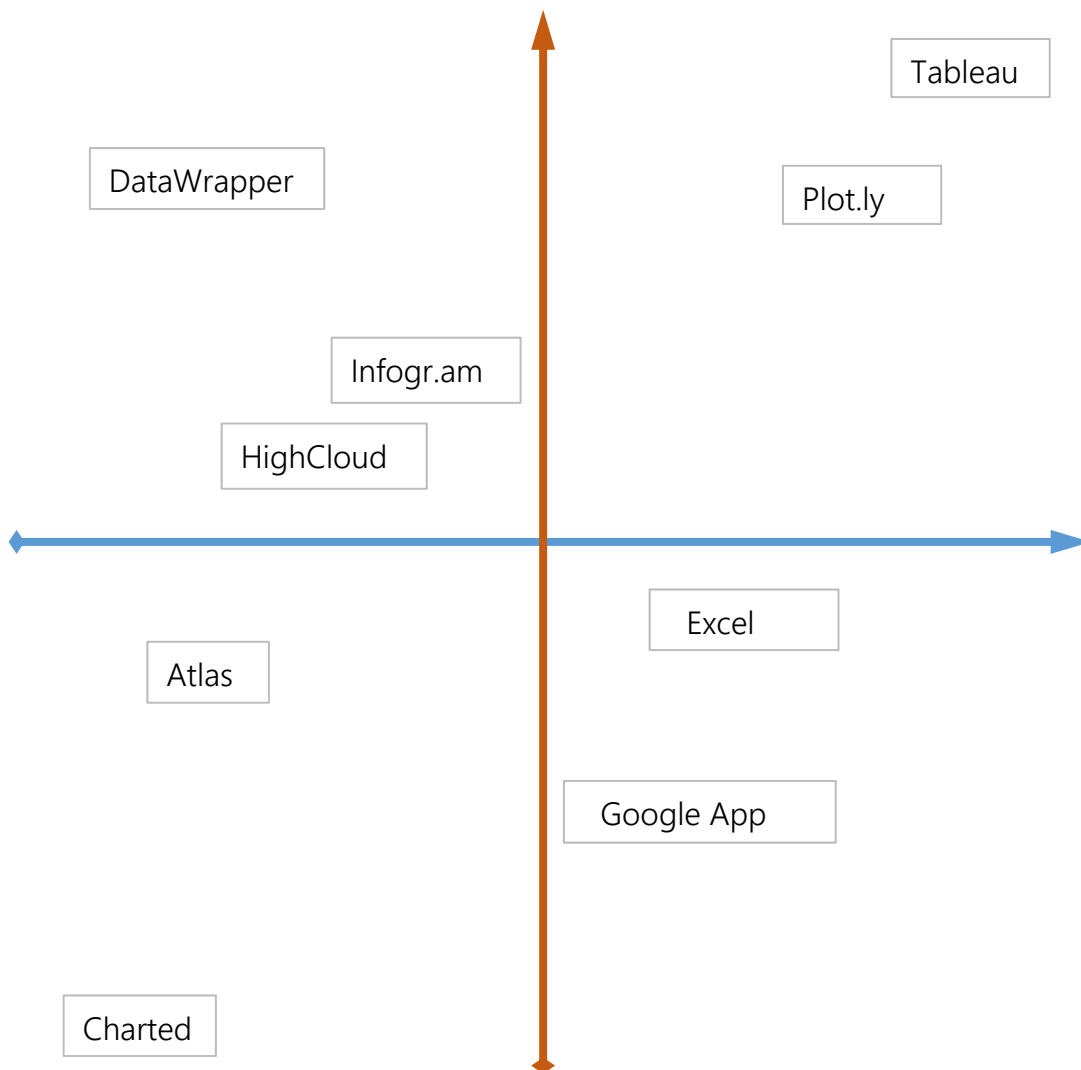 Tableau
DataWrapper
Plot.ly
Infogr.am
HighCloud
Excel
Atlas
Google App
Charted